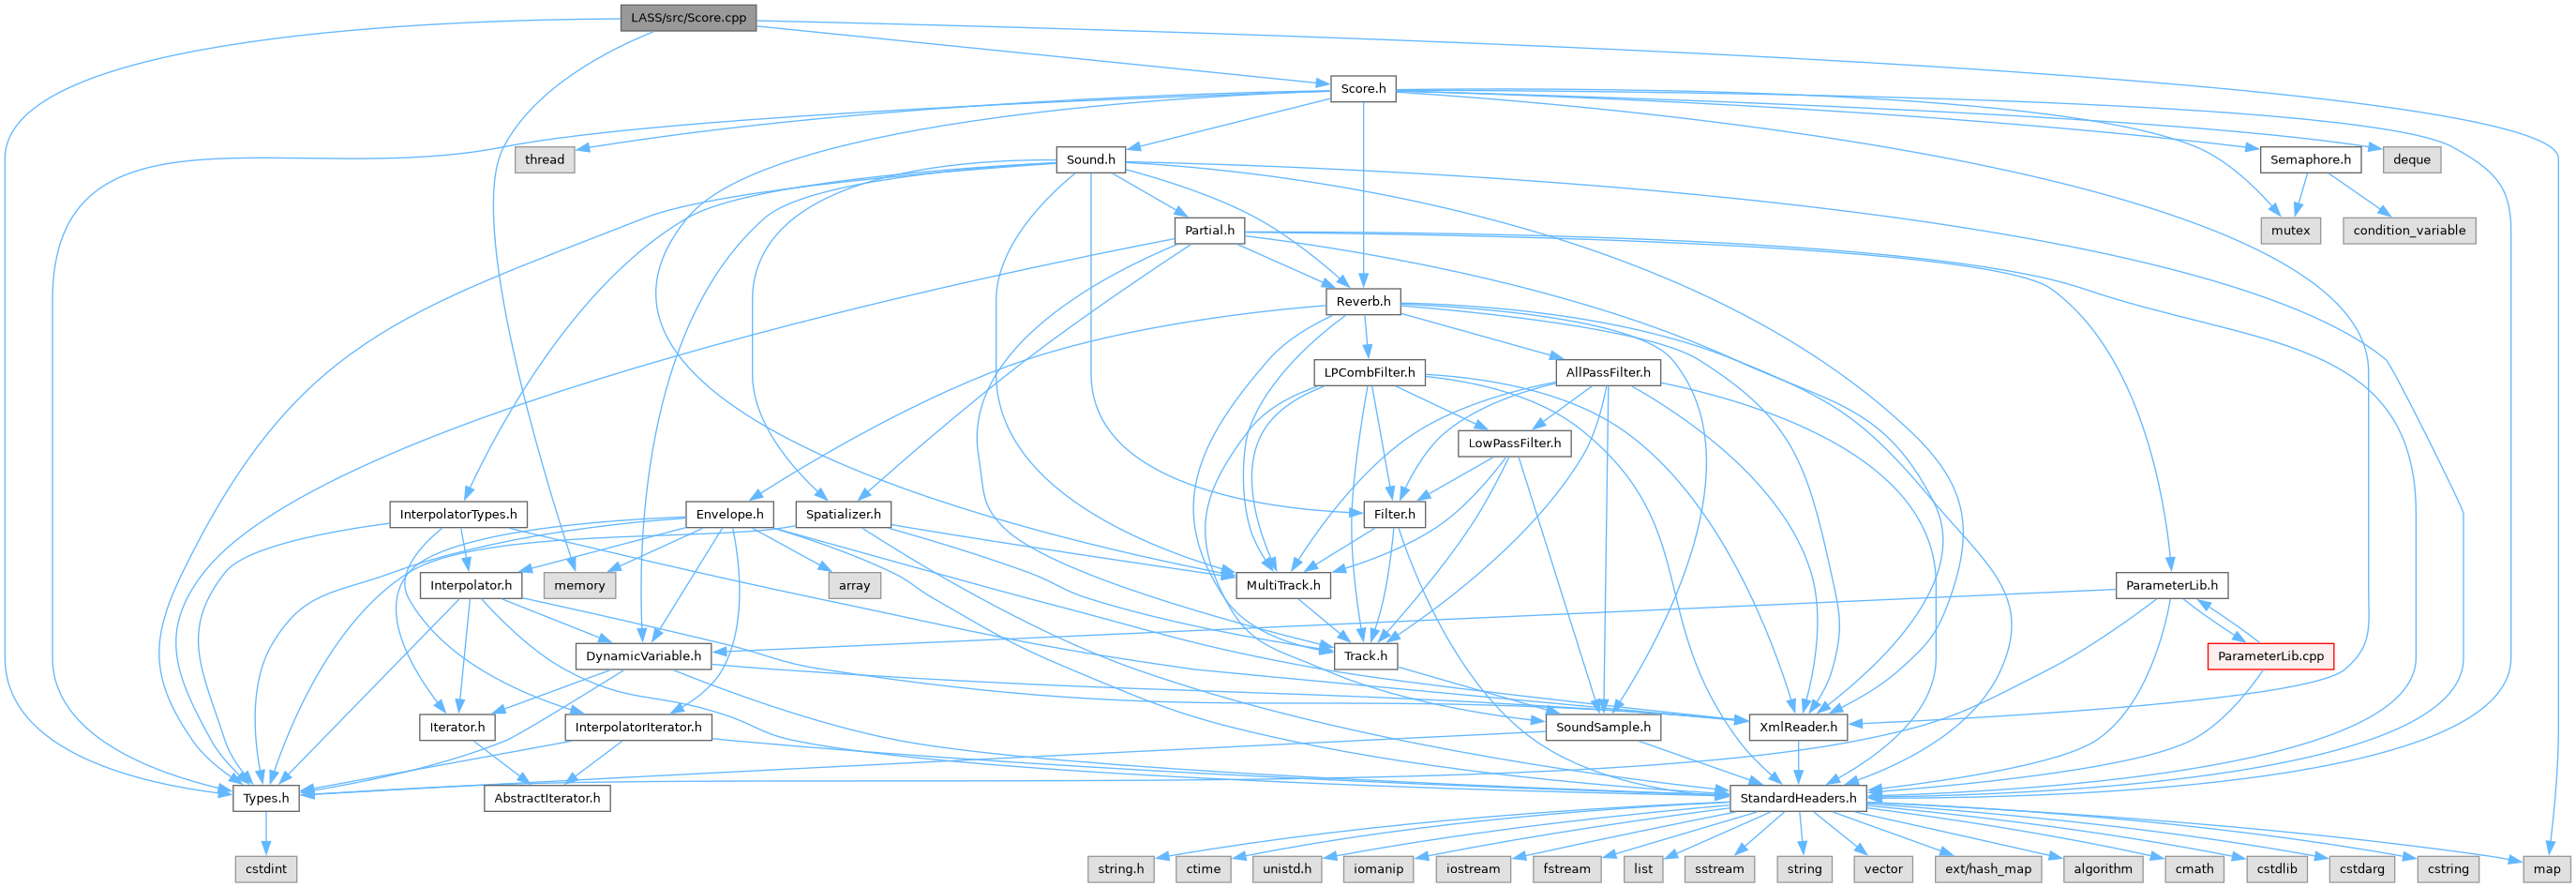 LASS/src/Score.cpp
Score.h
thread
Sound.h
Semaphore.h
deque
Partial.h
mutex
condition_variable
Reverb.h
LPCombFilter.h
AllPassFilter.h
LowPassFilter.h
InterpolatorTypes.h
Envelope.h
Spatializer.h
Filter.h
Interpolator.h
memory
array
MultiTrack.h
ParameterLib.h
DynamicVariable.h
Track.h
ParameterLib.cpp
Iterator.h
InterpolatorIterator.h
SoundSample.h
XmlReader.h
Types.h
AbstractIterator.h
StandardHeaders.h
cstdint
string.h
ctime
unistd.h
iomanip
iostream
fstream
list
sstream
string
vector
ext/hash_map
algorithm
cmath
cstdlib
cstdarg
cstring
map